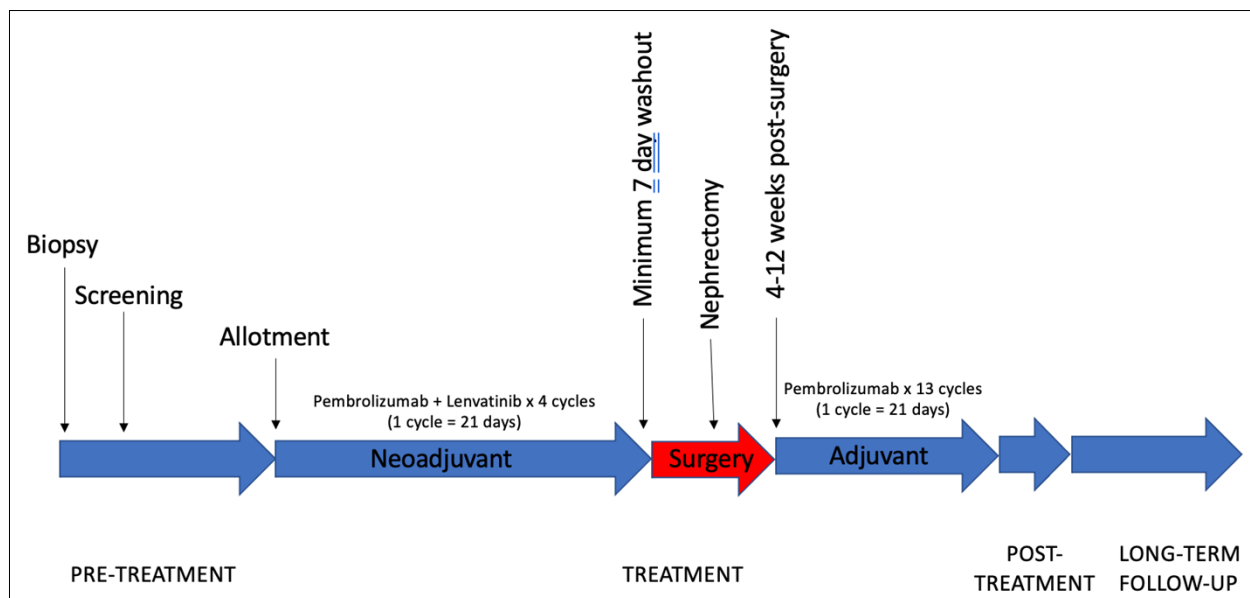 Biopsy
Screening
Allotment
Pembrolizumab + Lenvatinib x 4 cycles
(1 cycle = 21 days)
Minimum 7 day washout
Nephrectomy
4-12 weeks post-surgery
Pembrolizumab x 13 cycles
(1 cycle = 21 days)
Neoadjuvant
Surgery
Adjuvant
PRE-TREATMENT
TREATMENT
POST-
TREATMENT
LONG-TERM
FOLLOW-UP